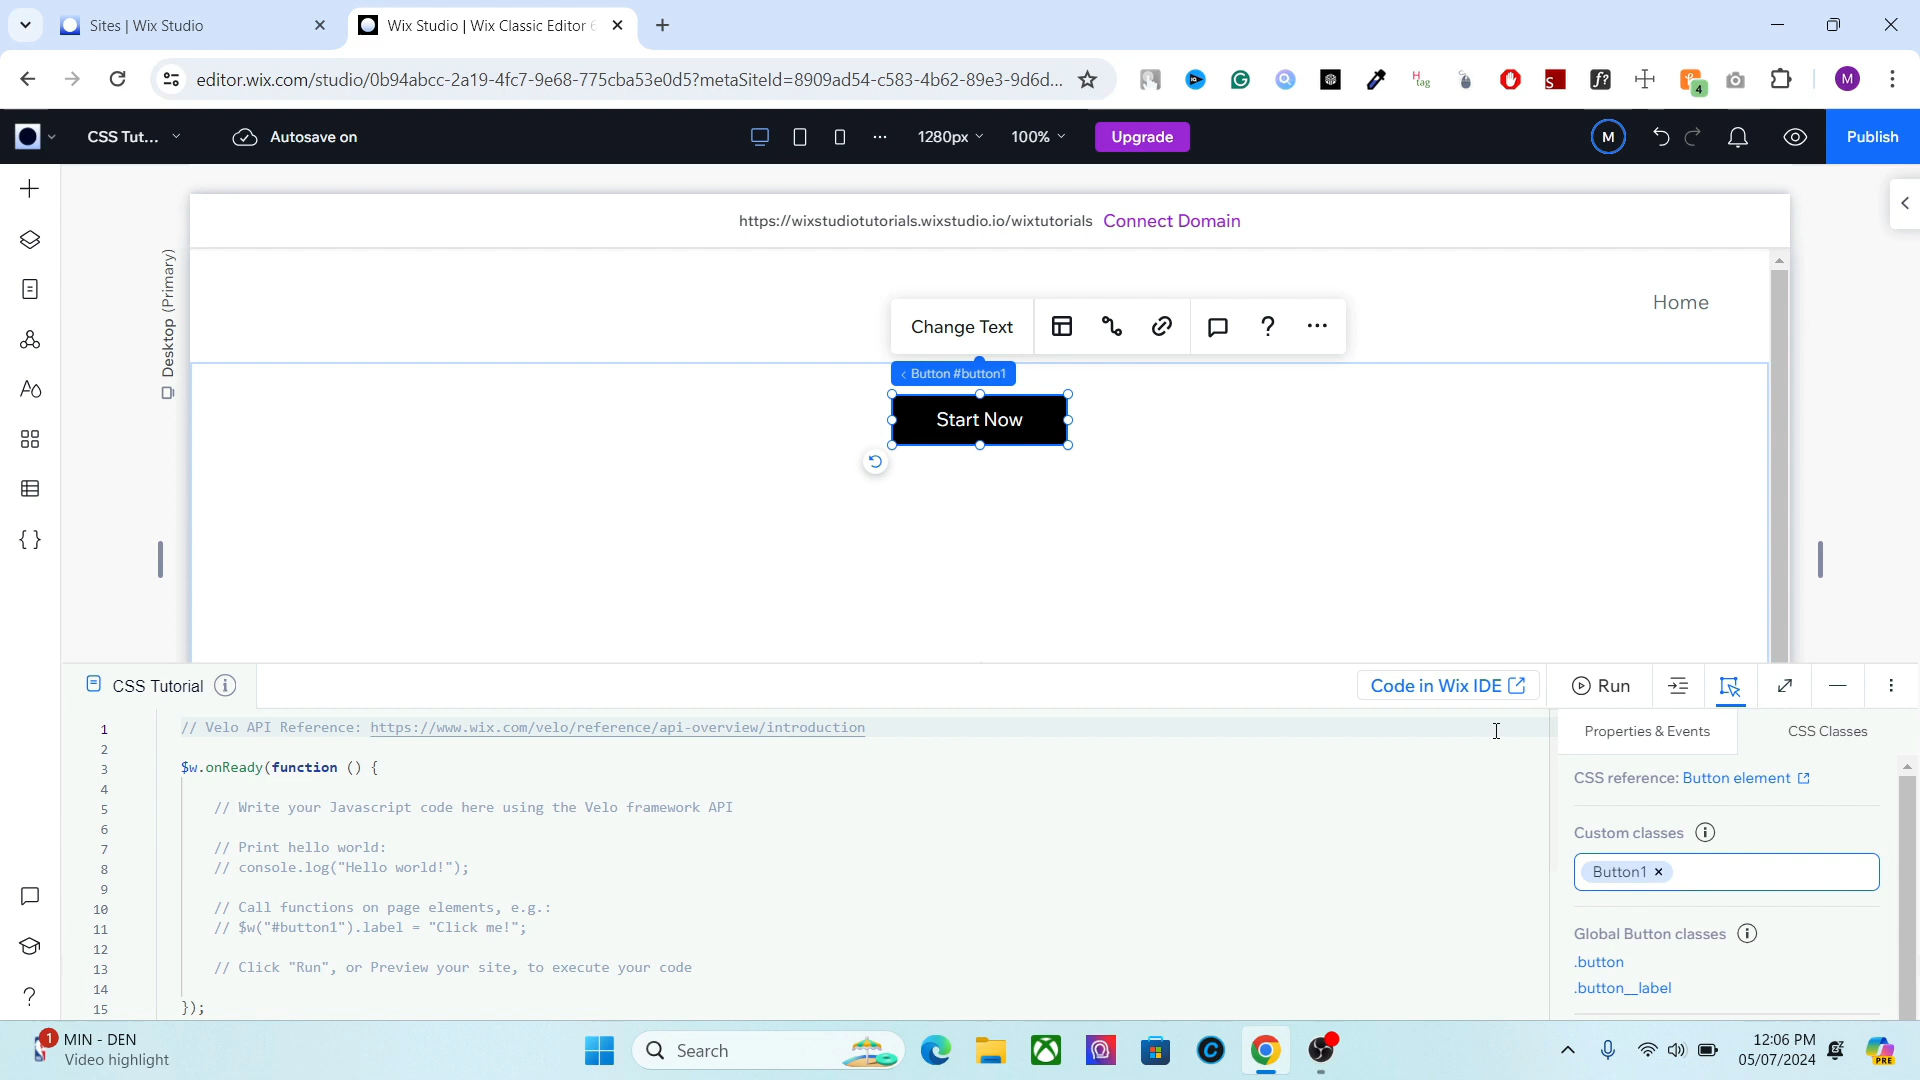 Sites | Wix Studio
Wix Studio | Wix Classic Editor
editor.wix.com/studio/0b94abcc-2a19-4fc7-9e68-775cba53e0d5?metaSiteId=8909ad54-c583-4b62-89e3-9d6d...
H tag
4
M
CSS Tut...
Autosave on
1280px
100%
Upgrade
M
Publish
https://wixstudiotutorials.wixstudio.io/wixtutorials Connect Domain
Desktop (Primary)
Home
Change Text
< Button #button1
Start Now
CSS Tutorial
Code in Wix IDE
Run
1 // Velo API Reference: https://www.wix.com/velo/reference/api-overview/introduction
2
3 $w.onReady(function () {
4
5 // Write your Javascript code here using the Velo framework API
6
7 // Print hello world:
8 // console.log("Hello world!");
9
10 // Call functions on page elements, e.g.:
11 // $w("#button1").label = "Click me!";
12
13 // Click "Run", or Preview your site, to execute your code
14
15 });
Properties & Events
CSS Classes
CSS reference: Button element
Custom classes
Button1 ×
Global Button classes
.button
.button__label
1
MIN - DEN
Video highlight
Search
12:06 PM
05/07/2024
PRE